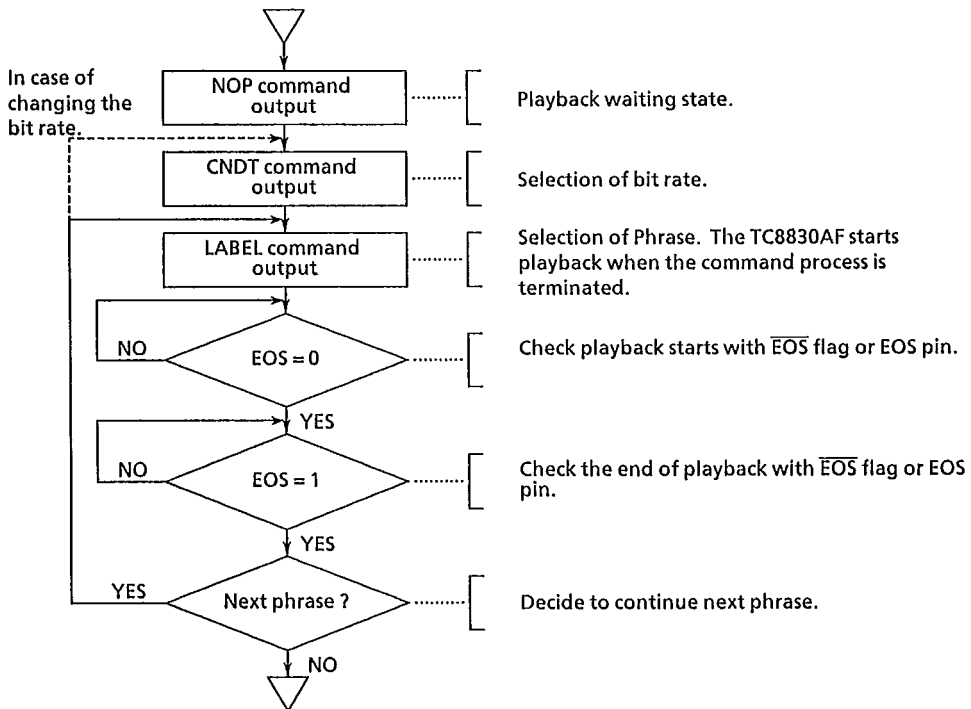 In case of
changing the
bit rate.
NOP command
output
Playback waiting state.
CNDT command
output
Selection of bit rate.
LABEL command
output
Selection of Phrase. The TC8830AF starts
playback when the command process is
terminated.
NO
EOS = 0
Check playback starts with E̅O̅S̅ flag or EOS pin.
YES
NO
EOS = 1
Check the end of playback with E̅O̅S̅ flag or EOS
pin.
YES
YES
Next phrase ?
Decide to continue next phrase.
NO